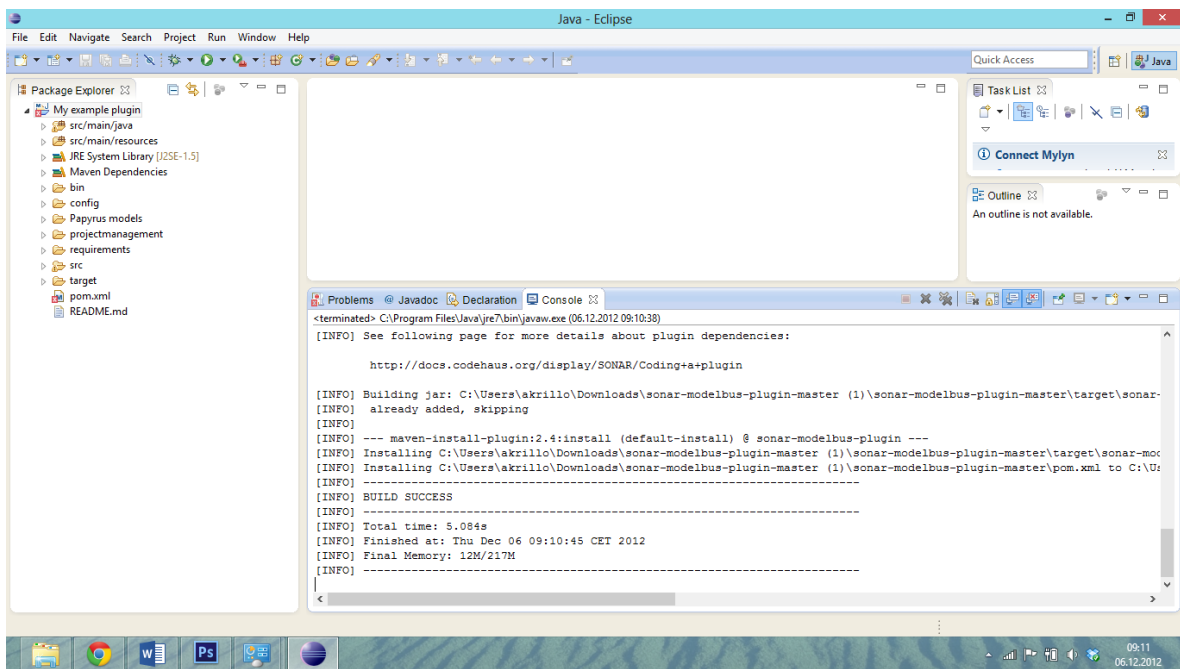 Java - Eclipse
File Edit Navigate Search Project Run Window Help
Quick Access
Java
Package Explorer
My example plugin
src/main/java
src/main/resources
JRE System Library [J2SE-1.5]
Maven Dependencies
bin
config
Papyrus models
projectmanagement
requirements
src
target
pom.xml
README.md
Task List
Connect Mylyn
Outline
An outline is not available.
Problems @ Javadoc Declaration Console
<terminated> C:\Program Files\Java\jre7\bin\javaw.exe (06.12.2012 09:10:38)
[INFO] See following page for more details about plugin dependencies:
http://docs.codehaus.org/display/SONAR/Coding+a+plugin
[INFO] Building jar: C:\Users\akrillo\Downloads\sonar-modelbus-plugin-master (1)\sonar-modelbus-plugin-master\target\sonar-
[INFO] already added, skipping
[INFO]
[INFO] --- maven-install-plugin:2.4:install (default-install) @ sonar-modelbus-plugin ---
[INFO] Installing C:\Users\akrillo\Downloads\sonar-modelbus-plugin-master (1)\sonar-modelbus-plugin-master\target\sonar-mod
[INFO] Installing C:\Users\akrillo\Downloads\sonar-modelbus-plugin-master (1)\sonar-modelbus-plugin-master\pom.xml to C:\Us
[INFO] ------------------------------------------------------------------------
[INFO] BUILD SUCCESS
[INFO] ------------------------------------------------------------------------
[INFO] Total time: 5.084s
[INFO] Finished at: Thu Dec 06 09:10:45 CET 2012
[INFO] Final Memory: 12M/217M
[INFO] ------------------------------------------------------------------------
W
Ps
09:11
06.12.2012